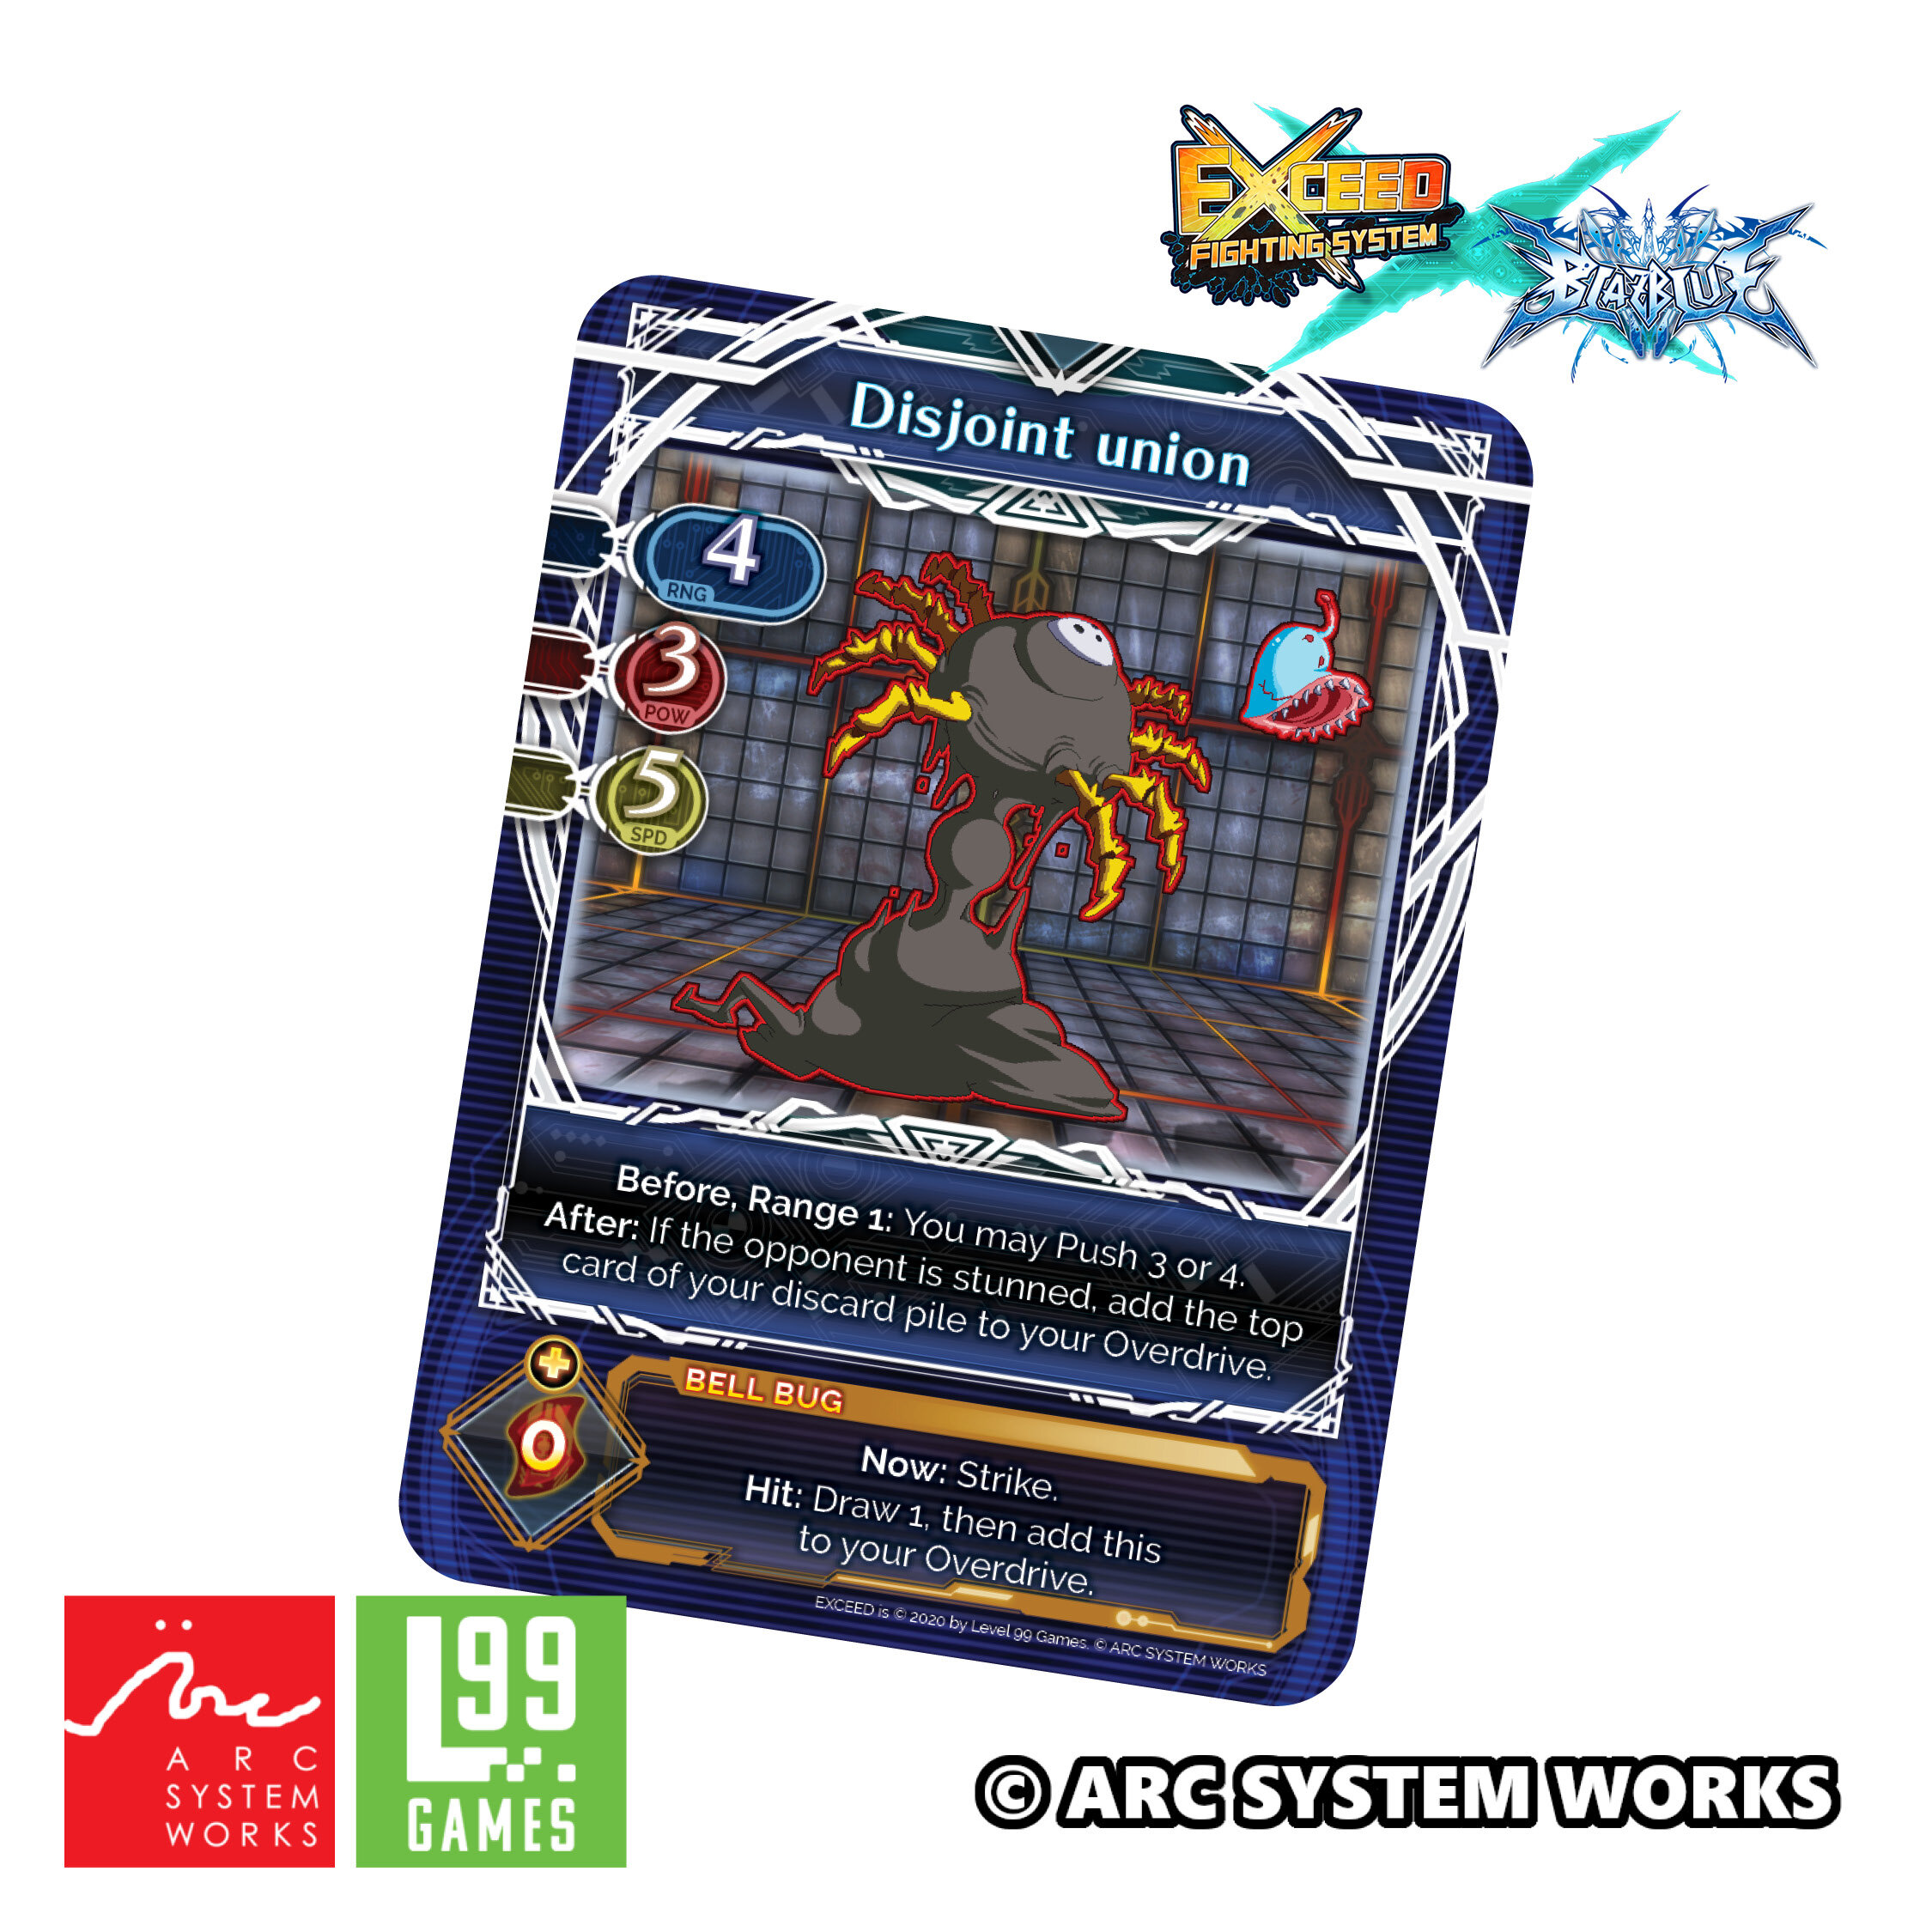 EXCEED
FIGHTING SYSTEM
BLAZBLUE
Disjoint union
4
RNG
3
POW
5
SPD
Before, Range 1: You may Push 3 or 4.
After: If the opponent is stunned, add the top
card of your discard pile to your Overdrive.
+
0
BELL BUG
Now: Strike.
Hit: Draw 1, then add this
to your Overdrive.
EXCEED is © 2020 by Level 99 Games. © ARC SYSTEM WORKS
Arc
ARC
SYSTEM
WORKS
L99
GAMES
© ARC SYSTEM WORKS